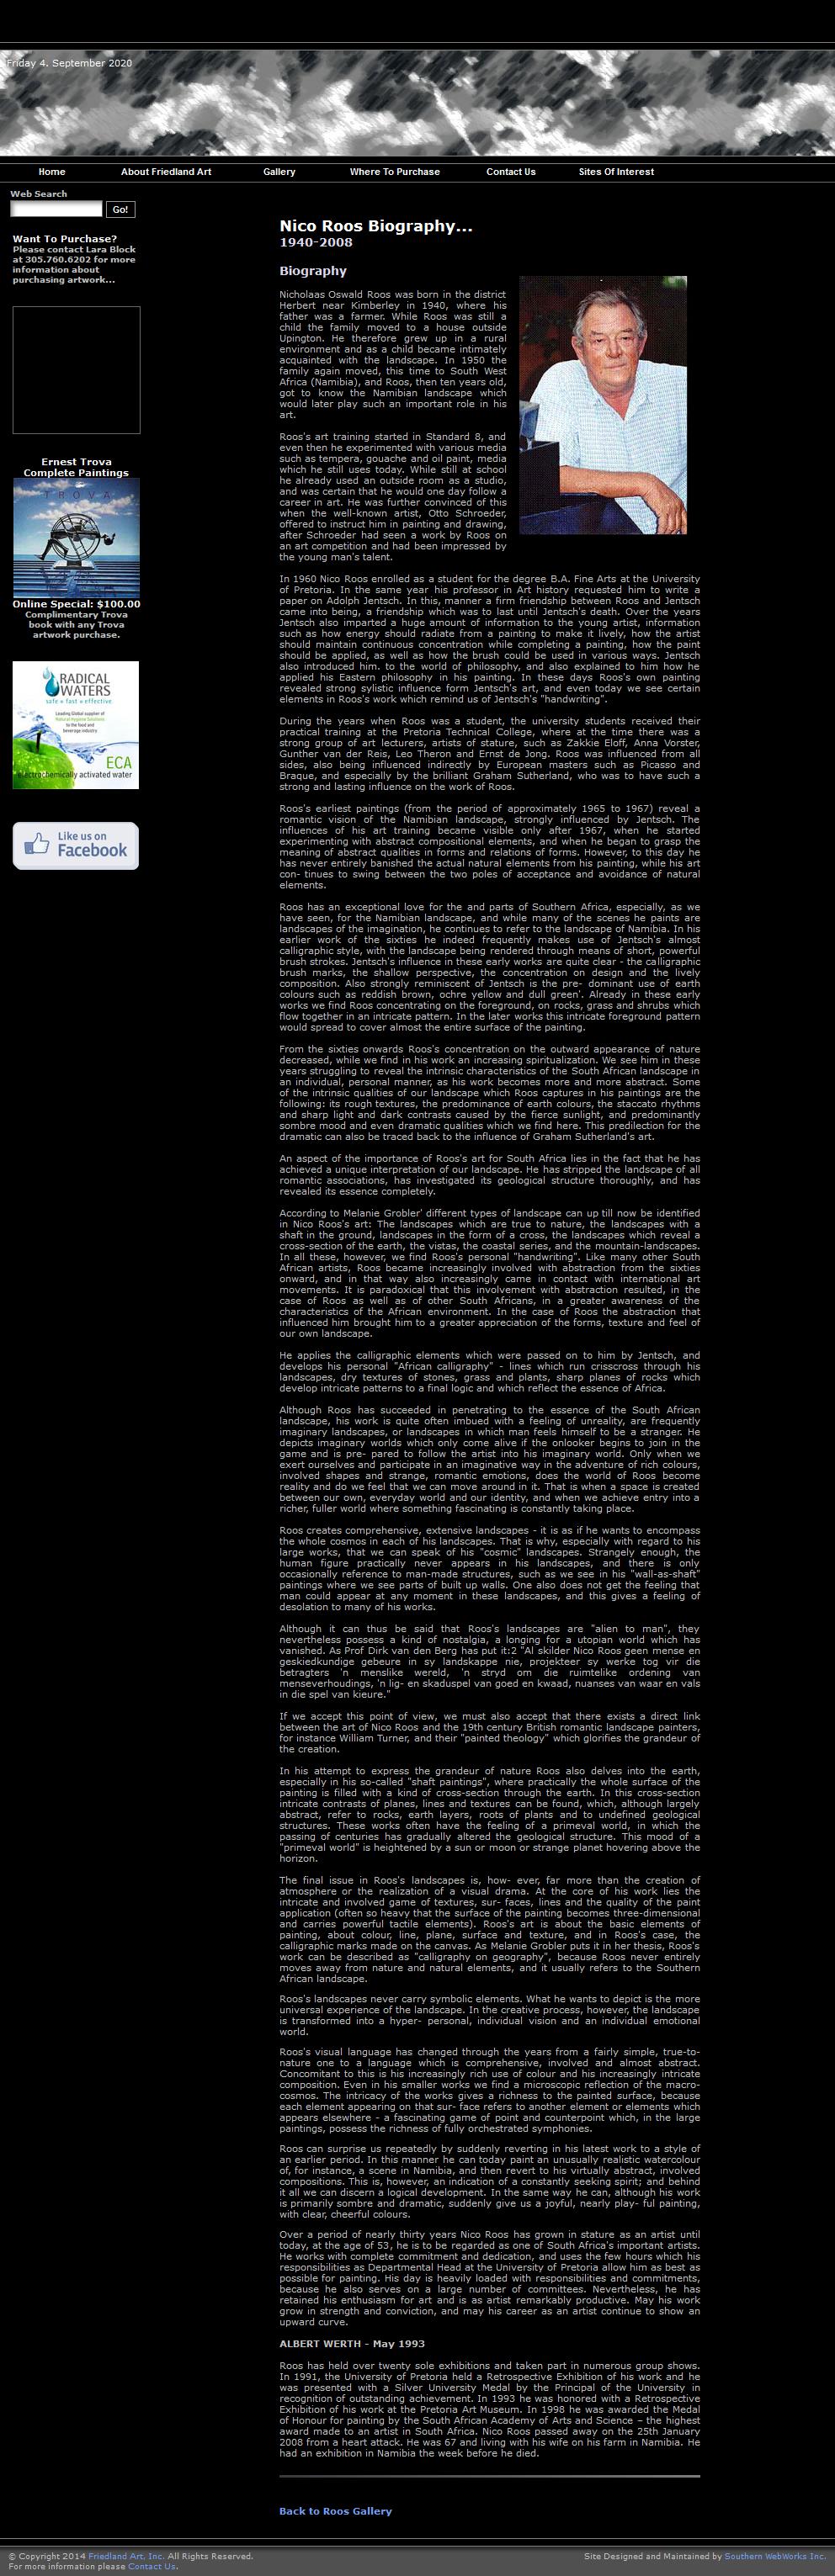 Friday 4. September 2020
Home About Friedland Art Gallery Where To Purchase Contact Us Sites Of Interest
Web Search
Go!
Want To Purchase?
Please contact Lara Block
at 305.760.6202 for more
information about
purchasing artwork...
Ernest Trova
Complete Paintings
TROVA
Online Special: $100.00
Complimentary Trova
book with any Trova
artwork purchase.
RADICAL
WATERS
safe • fast • effective
Leading Global supplier of
Natural Hygiene Solutions
to the food and
beverage industry
ECA
electrochemically activated water
Like us on
Facebook
Nico Roos Biography...
1940-2008
Biography
Nicholaas Oswald Roos was born in the district
Herbert near Kimberley in 1940, where his
father was a farmer. While Roos was still a
child the family moved to a house outside
Upington. He therefore grew up in a rural
environment and as a child became intimately
acquainted with the landscape. In 1950 the
family again moved, this time to South West
Africa (Namibia), and Roos, then ten years old,
got to know the Namibian landscape which
would later play such an important role in his
art.
Roos's art training started in Standard 8, and
even then he experimented with various media
such as tempera, gouache and oil paint, media
which he still uses today. While still at school
he already used an outside room as a studio,
and was certain that he would one day follow a
career in art. He was further convinced of this
when the well-known artist, Otto Schroeder,
offered to instruct him in painting and drawing,
after Schroeder had seen a work by Roos on
an art competition and had been impressed by
the young man's talent.
In 1960 Nico Roos enrolled as a student for the degree B.A. Fine Arts at the University
of Pretoria. In the same year his professor in Art history requested him to write a
paper on Adolph Jentsch. In this, manner a firm friendship between Roos and Jentsch
came into being, a friendship which was to last until Jentsch's death. Over the years
Jentsch also imparted a huge amount of information to the young artist, information
such as how energy should radiate from a painting to make it lively, how the artist
should maintain continuous concentration while completing a painting, how the paint
should be applied, as well as how the brush could be used in various ways. Jentsch
also introduced him. to the world of philosophy, and also explained to him how he
applied his Eastern philosophy in his painting. In these days Roos's own painting
revealed strong sylistic influence form Jentsch's art, and even today we see certain
elements in Roos's work which remind us of Jentsch's "handwriting".
During the years when Roos was a student, the university students received their
practical training at the Pretoria Technical College, where at the time there was a
strong group of art lecturers, artists of stature, such as Zakkie Eloff, Anna Vorster,
Gunther van der Reis, Leo Theron and Ernst de Jong. Roos was influenced from all
sides, also being influenced indirectly by European masters such as Picasso and
Braque, and especially by the brilliant Graham Sutherland, who was to have such a
strong and lasting influence on the work of Roos.
Roos's earliest paintings (from the period of approximately 1965 to 1967) reveal a
romantic vision of the Namibian landscape, strongly influenced by Jentsch. The
influences of his art training became visible only after 1967, when he started
experimenting with abstract compositional elements, and when he began to grasp the
meaning of abstract qualities in forms and relations of forms. However, to this day he
has never entirely banished the actual natural elements from his painting, while his art
con- tinues to swing between the two poles of acceptance and avoidance of natural
elements.
Roos has an exceptional love for the and parts of Southern Africa, especially, as we
have seen, for the Namibian landscape, and while many of the scenes he paints are
landscapes of the imagination, he continues to refer to the landscape of Namibia. In his
earlier work of the sixties he indeed frequently makes use of Jentsch's almost
calligraphic style, with the landscape being rendered through means of short, powerful
brush strokes. Jentsch's influence in these early works are quite clear - the calligraphic
brush marks, the shallow perspective, the concentration on design and the lively
composition. Also strongly reminiscent of Jentsch is the pre- dominant use of earth
colours such as reddish brown, ochre yellow and dull green'. Already in these early
works we find Roos concentrating on the foreground, on rocks, grass and shrubs which
flow together in an intricate pattern. In the later works this intricate foreground pattern
would spread to cover almost the entire surface of the painting.
From the sixties onwards Roos's concentration on the outward appearance of nature
decreased, while we find in his work an increasing spiritualization. We see him in these
years struggling to reveal the intrinsic characteristics of the South African landscape in
an individual, personal manner, as his work becomes more and more abstract. Some
of the intrinsic qualities of our landscape which Roos captures in his paintings are the
following: its rough textures, the predominance of earth colours, the staccato rhythms
and sharp light and dark contrasts caused by the fierce sunlight, and predominantly
sombre mood and even dramatic qualities which we find here. This predilection for the
dramatic can also be traced back to the influence of Graham Sutherland's art.
An aspect of the importance of Roos's art for South Africa lies in the fact that he has
achieved a unique interpretation of our landscape. He has stripped the landscape of all
romantic associations, has investigated its geological structure thoroughly, and has
revealed its essence completely.
According to Melanie Grobler' different types of landscape can up till now be identified
in Nico Roos's art: The landscapes which are true to nature, the landscapes with a
shaft in the ground, landscapes in the form of a cross, the landscapes which reveal a
cross-section of the earth, the vistas, the coastal series, and the mountain-landscapes.
In all these, however, we find Roos's personal "handwriting". Like many other South
African artists, Roos became increasingly involved with abstraction from the sixties
onward, and in that way also increasingly came in contact with international art
movements. It is paradoxical that this involvement with abstraction resulted, in the
case of Roos as well as of other South Africans, in a greater awareness of the
characteristics of the African environment. In the case of Roos the abstraction that
influenced him brought him to a greater appreciation of the forms, texture and feel of
our own landscape.
He applies the calligraphic elements which were passed on to him by Jentsch, and
develops his personal "African calligraphy" - lines which run crisscross through his
landscapes, dry textures of stones, grass and plants, sharp planes of rocks which
develop intricate patterns to a final logic and which reflect the essence of Africa.
Although Roos has succeeded in penetrating to the essence of the South African
landscape, his work is quite often imbued with a feeling of unreality, are frequently
imaginary landscapes, or landscapes in which man feels himself to be a stranger. He
depicts imaginary worlds which only come alive if the onlooker begins to join in the
game and is pre- pared to follow the artist into his imaginary world. Only when we
exert ourselves and participate in an imaginative way in the adventure of rich colours,
involved shapes and strange, romantic emotions, does the world of Roos become
reality and do we feel that we can move around in it. That is when a space is created
between our own, everyday world and our identity, and when we achieve entry into a
richer, fuller world where something fascinating is constantly taking place.
Roos creates comprehensive, extensive landscapes - it is as if he wants to encompass
the whole cosmos in each of his landscapes. That is why, especially with regard to his
large works, that we can speak of his "cosmic" landscapes. Strangely enough, the
human figure practically never appears in his landscapes, and there is only
occasionally reference to man-made structures, such as we see in his "wall-as-shaft"
paintings where we see parts of built up walls. One also does not get the feeling that
man could appear at any moment in these landscapes, and this gives a feeling of
desolation to many of his works.
Although it can thus be said that Roos's landscapes are "alien to man", they
nevertheless possess a kind of nostalgia, a longing for a utopian world which has
vanished. As Prof Dirk van den Berg has put it:2 "Al skilder Nico Roos geen mense en
geskiedkundige gebeure in sy landskappe nie, projekteer sy werke tog vir die
betragters 'n menslike wereld, 'n stryd om die ruimtelike ordening van
menseverhoudings, 'n lig- en skaduspel van goed en kwaad, nuanses van waar en vals
in die spel van kieure."
If we accept this point of view, we must also accept that there exists a direct link
between the art of Nico Roos and the 19th century British romantic landscape painters,
for instance William Turner, and their "painted theology" which glorifies the grandeur of
the creation.
In his attempt to express the grandeur of nature Roos also delves into the earth,
especially in his so-called "shaft paintings", where practically the whole surface of the
painting is filled with a kind of cross-section through the earth. In this cross-section
intricate contrasts of planes, lines and textures can be found, which, although largely
abstract, refer to rocks, earth layers, roots of plants and to undefined geological
structures. These works often have the feeling of a primeval world, in which the
passing of centuries has gradually altered the geological structure. This mood of a
"primeval world" is heightened by a sun or moon or strange planet hovering above the
horizon.
The final issue in Roos's landscapes is, how- ever, far more than the creation of
atmosphere or the realization of a visual drama. At the core of his work lies the
intricate and involved game of textures, sur- faces, lines and the quality of the paint
application (often so heavy that the surface of the painting becomes three-dimensional
and carries powerful tactile elements). Roos's art is about the basic elements of
painting, about colour, line, plane, surface and texture, and in Roos's case, the
calligraphic marks made on the canvas. As Melanie Grobler puts it in her thesis, Roos's
work can be described as "calligraphy on geography", because Roos never entirely
moves away from nature and natural elements, and it usually refers to the Southern
African landscape.
Roos's landscapes never carry symbolic elements. What he wants to depict is the more
universal experience of the landscape. In the creative process, however, the landscape
is transformed into a hyper- personal, individual vision and an individual emotional
world.
Roos's visual language has changed through the years from a fairly simple, true-to-
nature one to a language which is comprehensive, involved and almost abstract.
Concomitant to this is his increasingly rich use of colour and his increasingly intricate
composition. Even in his smaller works we find a microscopic reflection of the macro-
cosmos. The intricacy of the works gives a richness to the painted surface, because
each element appearing on that sur- face refers to another element or elements which
appears elsewhere - a fascinating game of point and counterpoint which, in the large
paintings, possess the richness of fully orchestrated symphonies.
Roos can surprise us repeatedly by suddenly reverting in his latest work to a style of
an earlier period. In this manner he can today paint an unusually realistic watercolour
of, for instance, a scene in Namibia, and then revert to his virtually abstract, involved
compositions. This is, however, an indication of a constantly seeking spirit; and behind
it all we can discern a logical development. In the same way he can, although his work
is primarily sombre and dramatic, suddenly give us a joyful, nearly play- ful painting,
with clear, cheerful colours.
Over a period of nearly thirty years Nico Roos has grown in stature as an artist until
today, at the age of 53, he is to be regarded as one of South Africa's important artists.
He works with complete commitment and dedication, and uses the few hours which his
responsibilities as Departmental Head at the University of Pretoria allow him as best as
possible for painting. His day is heavily loaded with responsibilities and commitments,
because he also serves on a large number of committees. Nevertheless, he has
retained his enthusiasm for art and is as artist remarkably productive. May his work
grow in strength and conviction, and may his career as an artist continue to show an
upward curve.
ALBERT WERTH - May 1993
Roos has held over twenty sole exhibitions and taken part in numerous group shows.
In 1991, the University of Pretoria held a Retrospective Exhibition of his work and he
was presented with a Silver University Medal by the Principal of the University in
recognition of outstanding achievement. In 1993 he was honored with a Retrospective
Exhibition of his work at the Pretoria Art Museum. In 1998 he was awarded the Medal
of Honour for painting by the South African Academy of Arts and Science – the highest
award made to an artist in South Africa. Nico Roos passed away on the 25th January
2008 from a heart attack. He was 67 and living with his wife on his farm in Namibia. He
had an exhibition in Namibia the week before he died.
Back to Roos Gallery
© Copyright 2014 Friedland Art, Inc. All Rights Reserved. Site Designed and Maintained by Southern WebWorks Inc.
For more information please Contact Us.